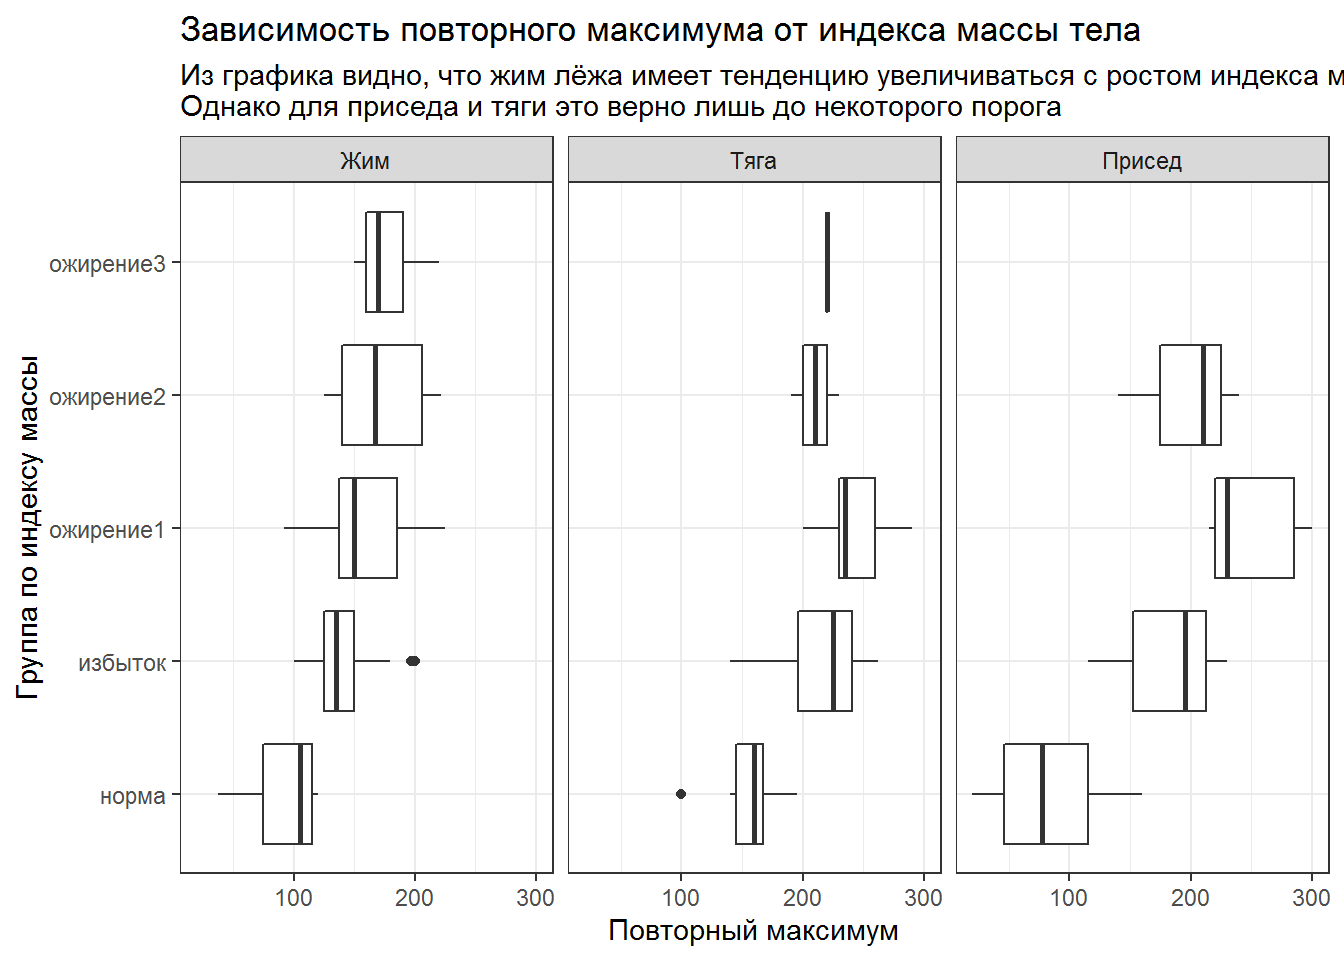 Зависимость повторного максимума от индекса массы тела
Из графика видно, что жим лёжа имеет тенденцию увеличиваться с ростом индекса
Однако для приседа и тяги это верно лишь до некоторого порога
Жим
Тяга
Присед
Группа по индексу массы
ожирение3
ожирение2
ожирение1
избыток
норма
100 200 300
100 200 300
100 200 300
Повторный максимум